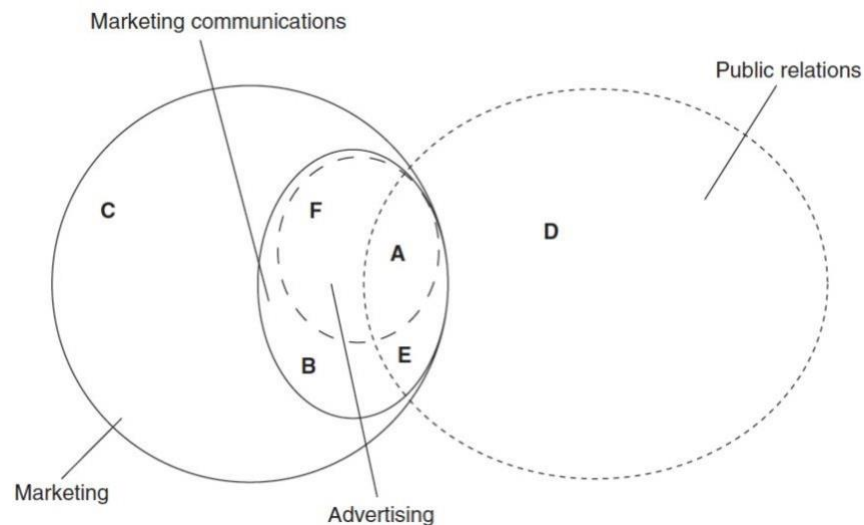 Marketing communications
Public relations
C
F
D
A
E
B
Marketing
Advertising